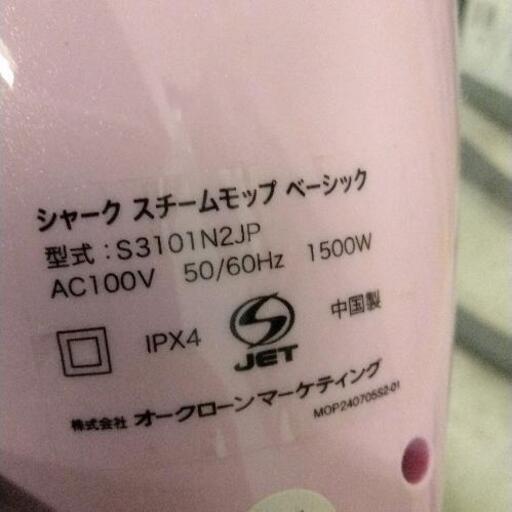 シャーク スチームモップ ベーシック
型式：S3101N2JP
AC100V 50/60Hz 1500W
IPX4 JET 中国製
株式会社 オークローンマーケティング
MOP240705S2-01